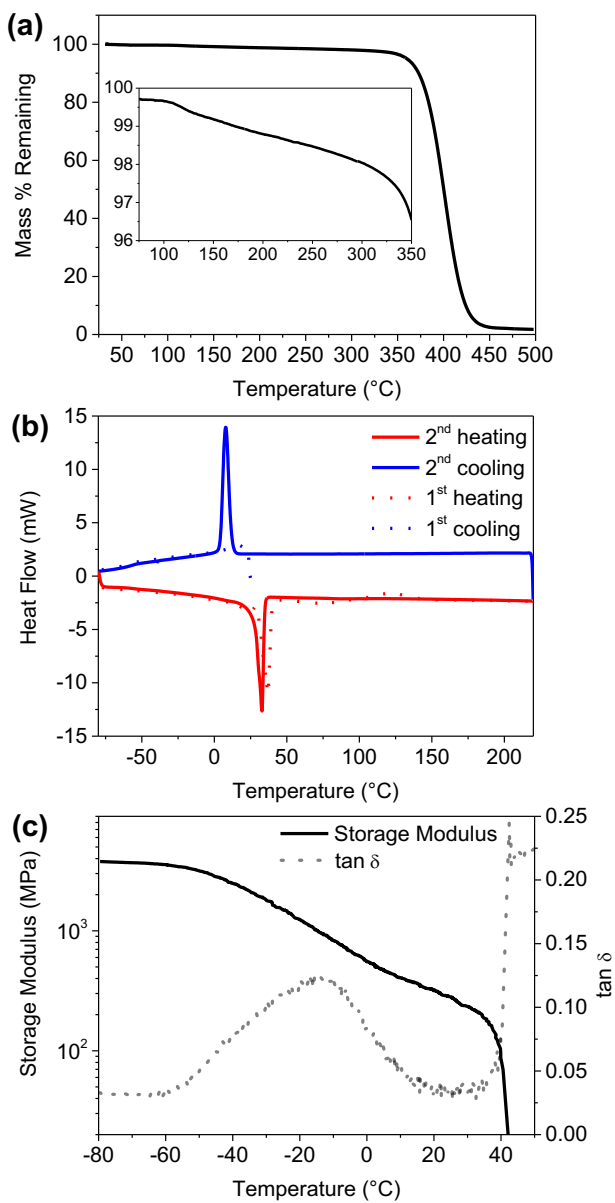 (a)
100
80
60
40
20
0
Mass % Remaining
100
99
98
97
96
100 150 200 250 300 350
50 100 150 200 250 300 350 400 450 500
Temperature (°C)
(b)
15
10
5
0
-5
-10
-15
Heat Flow (mW)
2nd heating
2nd cooling
1st heating
1st cooling
-50 0 50 100 150 200
Temperature (°C)
(c)
Storage Modulus
tan δ
10³
10²
Storage Modulus (MPa)
0.25
0.20
0.15
0.10
0.05
0.00
tan δ
-80 -60 -40 -20 0 20 40
Temperature (°C)